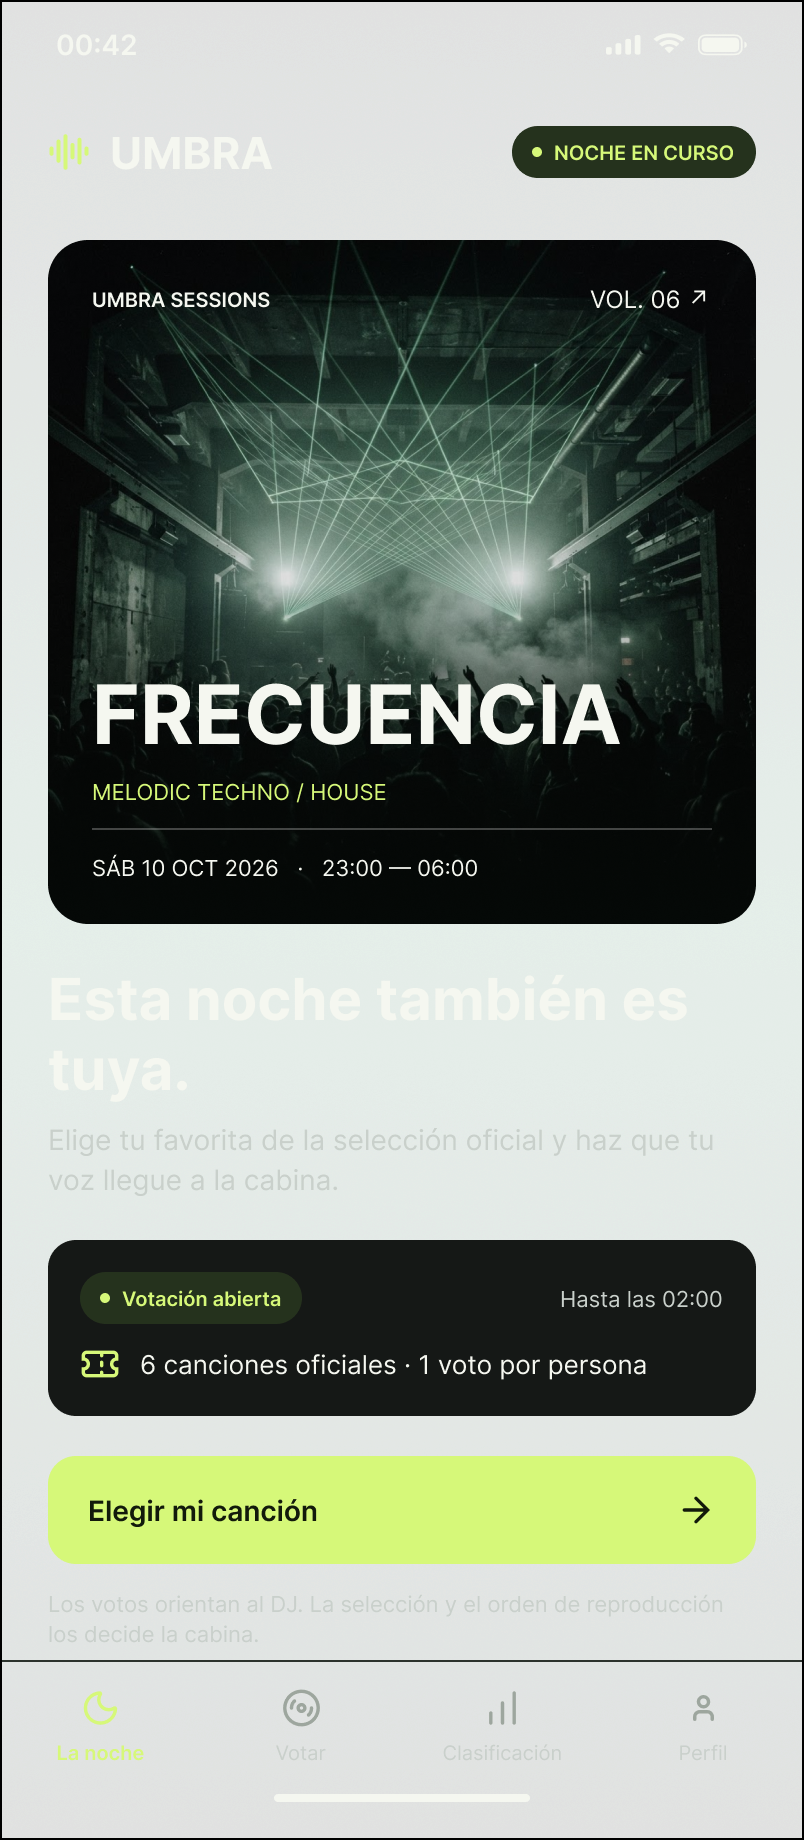 00:42
UMBRA
NOCHE EN CURSO
UMBRA SESSIONS
VOL. 06 ↗
FRECUENCIA
MELODIC TECHNO / HOUSE
SÁB 10 OCT 2026 · 23:00 — 06:00
Esta noche también es
tuya.
Elige tu favorita de la selección oficial y haz que tu
voz llegue a la cabina.
Votación abierta
Hasta las 02:00
6 canciones oficiales · 1 voto por persona
Elegir mi canción
Los votos orientan al DJ. La selección y el orden de reproducción
los decide la cabina.
La noche
Votar
Clasificación
Perfil